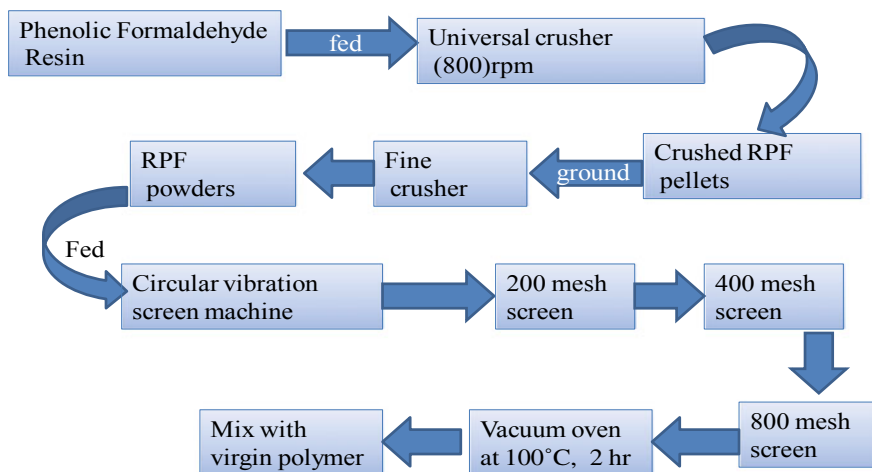 Phenolic Formaldehyde
Resin
fed
Universal crusher
(800)rpm
Crushed RPF
pellets
ground
Fine
crusher
RPF
powders
Fed
Circular vibration
screen machine
200 mesh
screen
400 mesh
screen
800 mesh
screen
Vacuum oven
at 100˚C, 2 hr
Mix with
virgin polymer